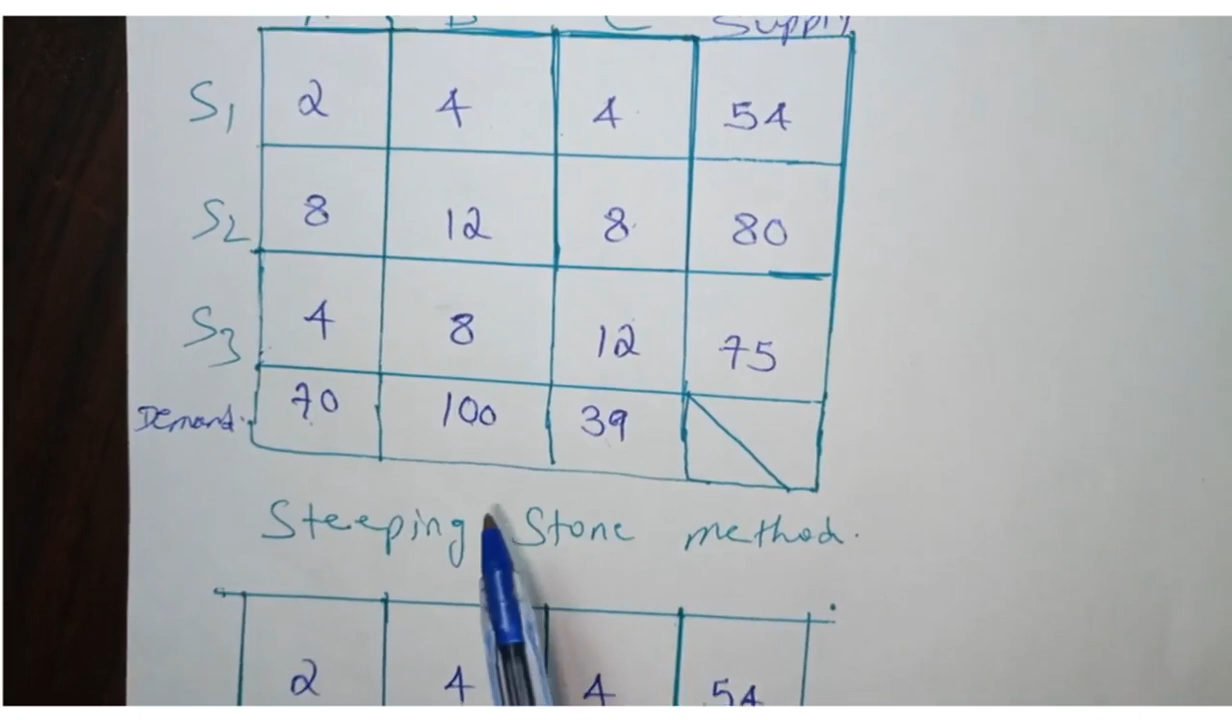 A B C Supply
S1 2 4 4 54
S2 8 12 8 80
S3 4 8 12 75
Demand. 70 100 39
Steeping Stone method.
2 4 4 54